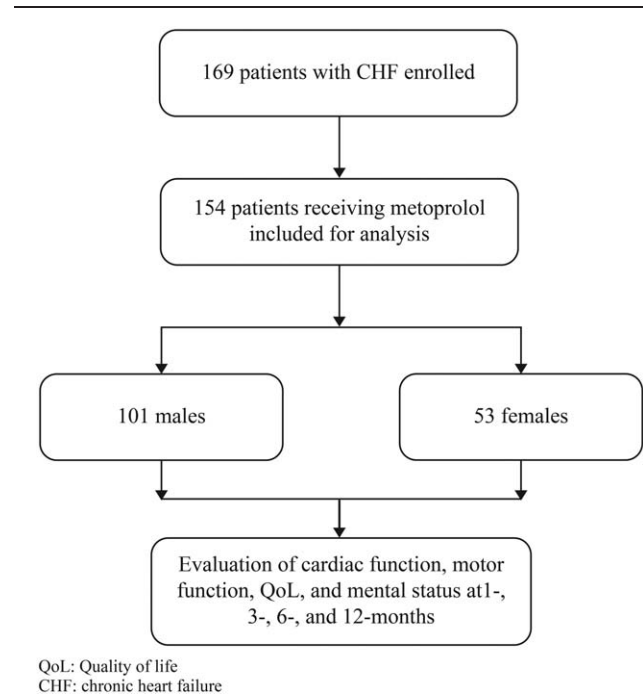 169 patients with CHF enrolled
154 patients receiving metoprolol
included for analysis
101 males
53 females
Evaluation of cardiac function, motor
function, QoL, and mental status at1-,
3-, 6-, and 12-months
QoL: Quality of life
CHF: chronic heart failure